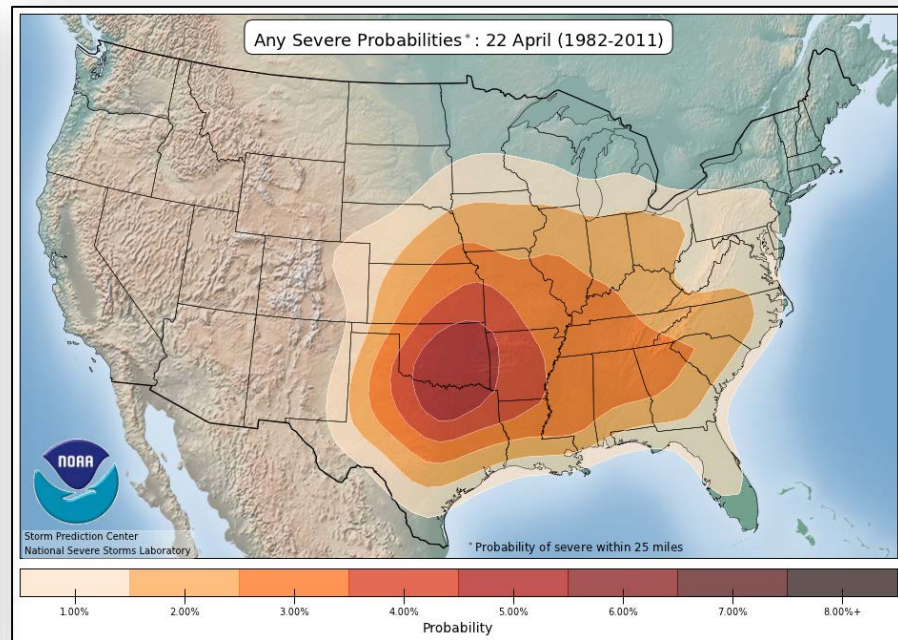 Any Severe Probabilities*: 22 April (1982-2011)
NOAA
Storm Prediction Center
National Severe Storms Laboratory
*Probability of severe within 25 miles
1.00% 2.00% 3.00% 4.00% 5.00% 6.00% 7.00% 8.00%+
Probability